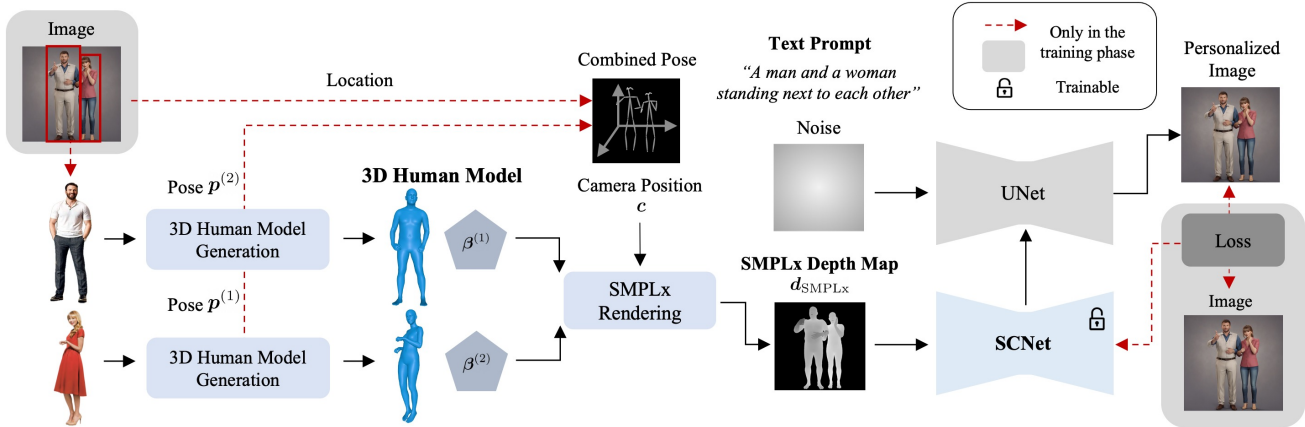 Image
Location
Combined Pose
Text Prompt
“A man and a woman
standing next to each other”
Only in the
training phase
Trainable
Personalized
Image
Noise
UNet
Pose p^(2)
3D Human Model
Generation
3D Human Model
β^(1)
Camera Position
c
SMPLx
Rendering
SMPLx Depth Map
d_SMPLx
Loss
Image
SCNet
Pose p^(1)
3D Human Model
Generation
β^(2)